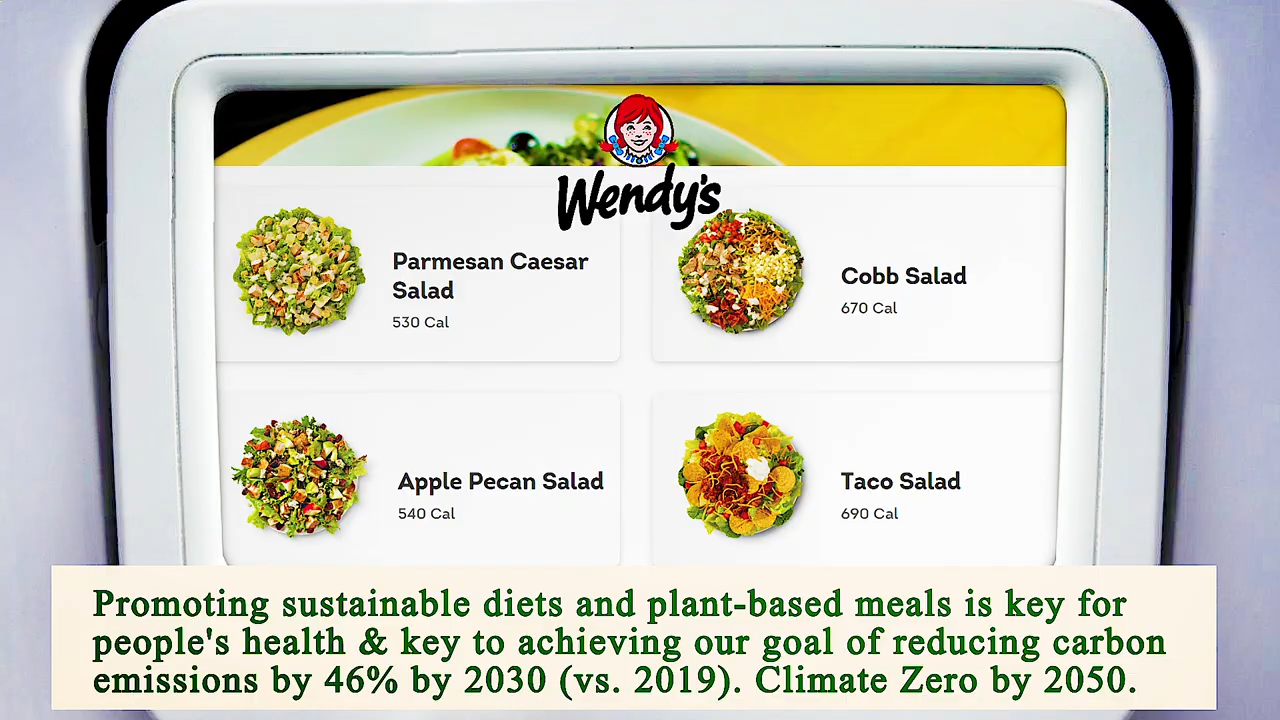 Wendy's
Parmesan Caesar
Salad
530 Cal
Cobb Salad
670 Cal
Apple Pecan Salad
540 Cal
Taco Salad
690 Cal
Promoting sustainable diets and plant-based meals is key for
people's health & key to achieving our goal of reducing carbon
emissions by 46% by 2030 (vs. 2019). Climate Zero by 2050.